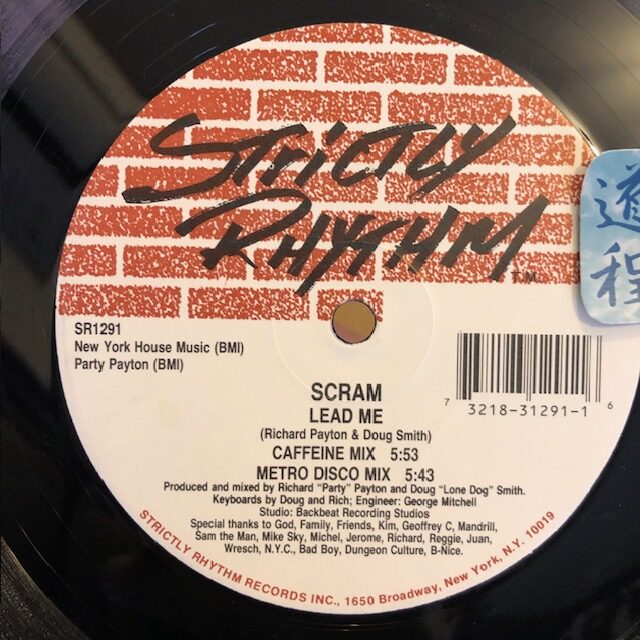 STRICTLY
RHYTHM T.M.
道
程
SR1291
New York House Music (BMI)
Party Payton (BMI)
7 73218-31291-1 6
SCRAM
LEAD ME
(Richard Payton & Doug Smith)
CAFFEINE MIX 5:53
METRO DISCO MIX 5:43
Produced and mixed by Richard "Party" Payton and Doug "Lone Dog" Smith.
Keyboards by Doug and Rich; Engineer: George Mitchell
Studio: Backbeat Recording Studios
Special thanks to God, Family, Friends, Kim, Geoffrey C, Mandrill,
Sam the Man, Mike Sky, Michel, Jerome, Richard, Reggie, Juan,
Wresch, N.Y.C., Bad Boy, Dungeon Culture, B-Nice.
STRICTLY RHYTHM RECORDS INC., 1650 Broadway, New York, N.Y. 10019